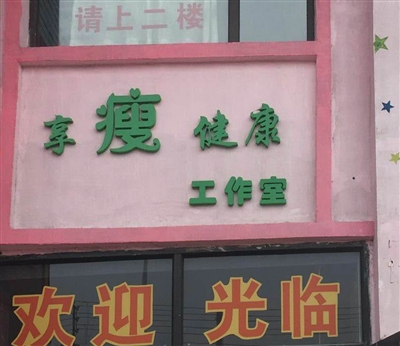 请上二楼
享瘦健康
工作室
欢迎光临